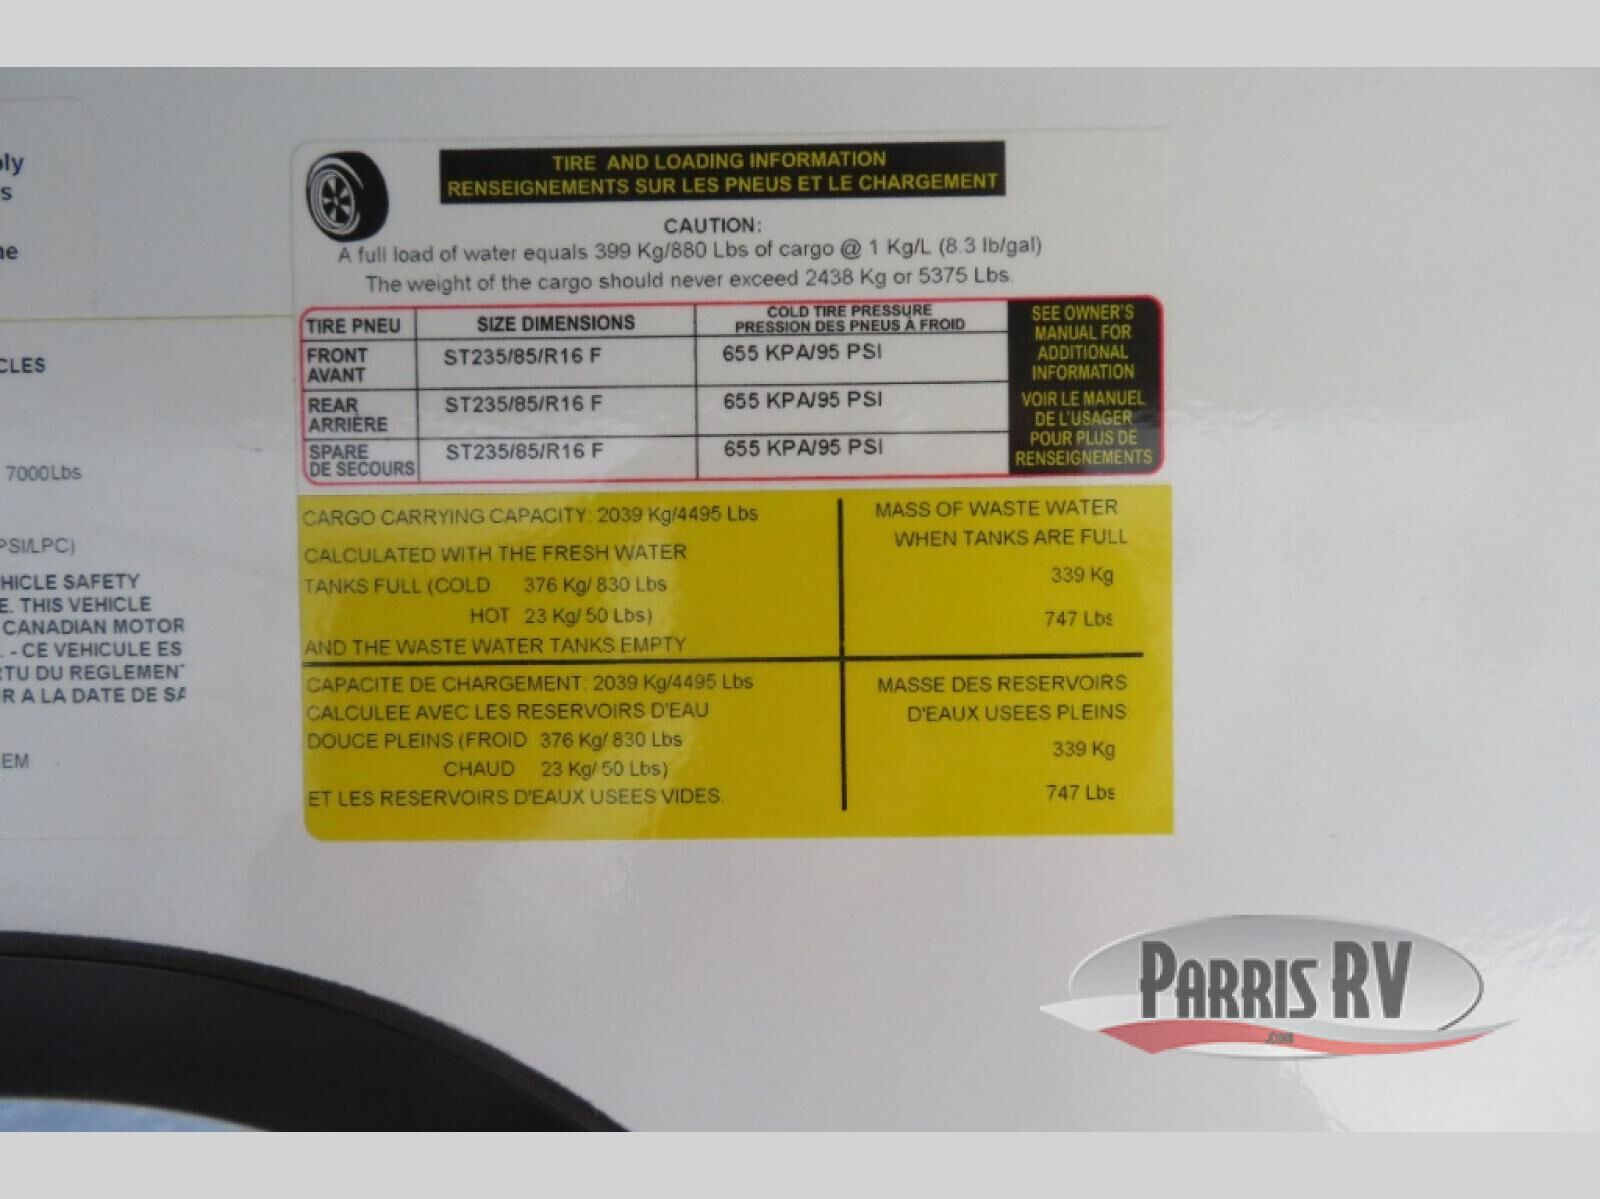 ply
s
ne
CLES
7000Lbs
PSI/LPC)
HICLE SAFETY
E. THIS VEHICLE
CANADIAN MOTOR
. - CE VEHICULE ES
RTU DU REGLEMENT
R A LA DATE DE SA
EM
TIRE AND LOADING INFORMATION
RENSEIGNEMENTS SUR LES PNEUS ET LE CHARGEMENT
CAUTION:
A full load of water equals 399 Kg/880 Lbs of cargo @ 1 Kg/L (8.3 lb/gal)
The weight of the cargo should never exceed 2438 Kg or 5375 Lbs.
TIRE PNEU SIZE DIMENSIONS COLD TIRE PRESSURE
PRESSION DES PNEUS À FROID
FRONT ST235/85/R16 F 655 KPA/95 PSI
AVANT
REAR ST235/85/R16 F 655 KPA/95 PSI
ARRIÈRE
SPARE ST235/85/R16 F 655 KPA/95 PSI
DE SECOURS
SEE OWNER'S
MANUAL FOR
ADDITIONAL
INFORMATION
VOIR LE MANUEL
DE L'USAGER
POUR PLUS DE
RENSEIGNEMENTS
CARGO CARRYING CAPACITY: 2039 Kg/4495 Lbs
CALCULATED WITH THE FRESH WATER
TANKS FULL (COLD 376 Kg/ 830 Lbs
HOT 23 Kg/ 50 Lbs)
AND THE WASTE WATER TANKS EMPTY
MASS OF WASTE WATER
WHEN TANKS ARE FULL
339 Kg
747 Lbs
CAPACITE DE CHARGEMENT: 2039 Kg/4495 Lbs
CALCULEE AVEC LES RESERVOIRS D'EAU
DOUCE PLEINS (FROID 376 Kg/ 830 Lbs
CHAUD 23 Kg/ 50 Lbs)
ET LES RESERVOIRS D'EAUX USEES VIDES.
MASSE DES RESERVOIRS
D'EAUX USEES PLEINS
339 Kg
747 Lbs
PARRIS RV
.COM